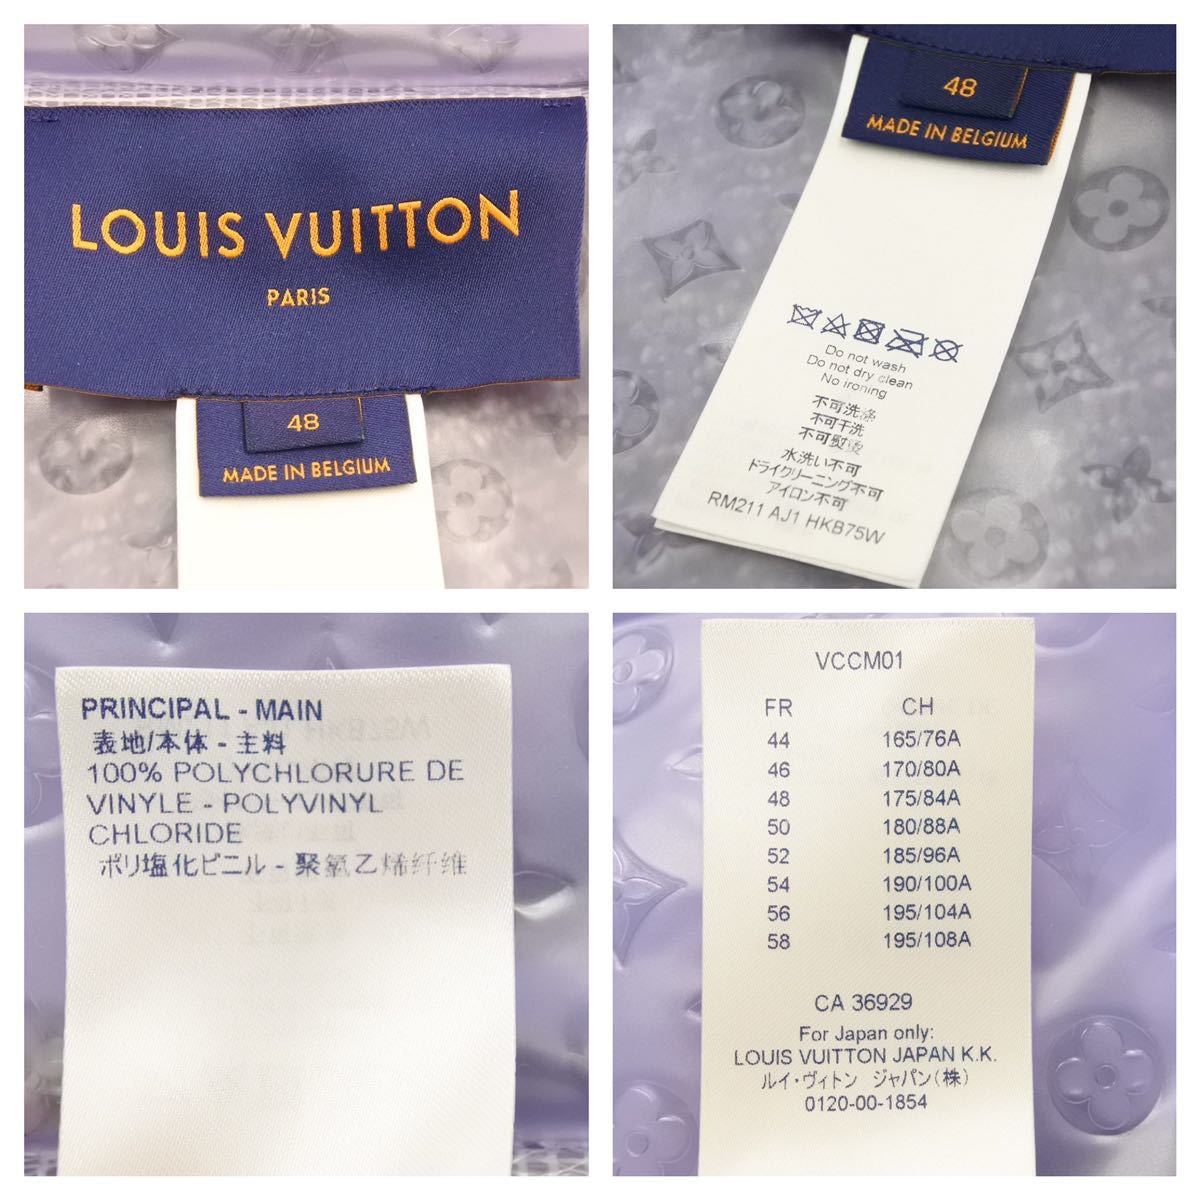 LOUIS VUITTON
PARIS
48
MADE IN BELGIUM
48
MADE IN BELGIUM
Do not wash
Do not dry clean
No ironing
不可洗涤
不可干洗
不可熨烫
水洗い不可
ドライクリーニング不可
アイロン不可
RM211 AJ1 HKB75W
PRINCIPAL - MAIN
表地/本体 - 主料
100% POLYCHLORURE DE
VINYLE - POLYVINYL
CHLORIDE
ポリ塩化ビニル - 聚氯乙烯纤维
VCCM01
FR CH
44 165/76A
46 170/80A
48 175/84A
50 180/88A
52 185/96A
54 190/100A
56 195/104A
58 195/108A
CA 36929
For Japan only:
LOUIS VUITTON JAPAN K.K.
ルイ・ヴィトン ジャパン(株)
0120-00-1854